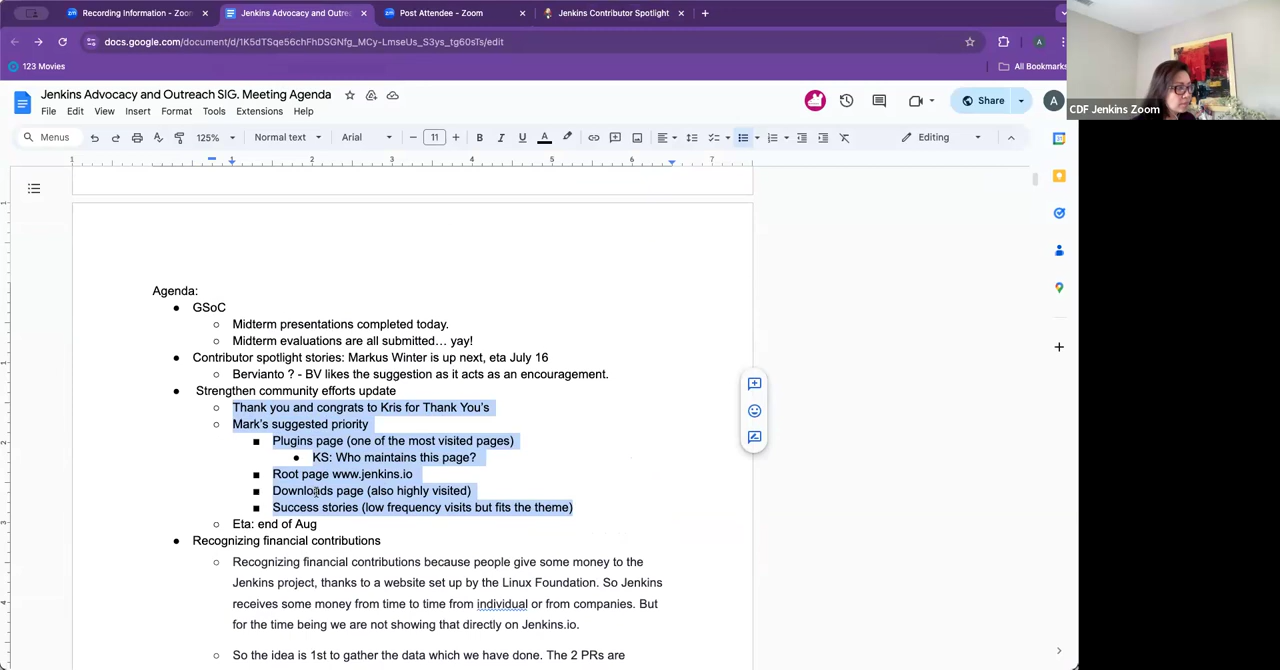 Recording Information - Zoom
Jenkins Advocacy and Outrea
Post Attendee - Zoom
Jenkins Contributor Spotlight
docs.google.com/document/d/1K5dTSqe56chFhDSGNfg_MCy-LmseUs_S3ys_tg60sTs/edit
123 Movies
All Bookmarks
Jenkins Advocacy and Outreach SIG. Meeting Agenda
File Edit View Insert Format Tools Extensions Help
Share
A
CDF Jenkins Zoom
Menus
125%
Normal text
Arial
11
Editing
1 1 2 3 4 5 6 7
Agenda:
GSoC
Midterm presentations completed today.
Midterm evaluations are all submitted… yay!
Contributor spotlight stories: Markus Winter is up next, eta July 16
Bervianto ? - BV likes the suggestion as it acts as an encouragement.
Strengthen community efforts update
Thank you and congrats to Kris for Thank You's
Mark's suggested priority
Plugins page (one of the most visited pages)
KS: Who maintains this page?
Root page www.jenkins.io
Downloads page (also highly visited)
Success stories (low frequency visits but fits the theme)
Eta: end of Aug
Recognizing financial contributions
Recognizing financial contributions because people give some money to the
Jenkins project, thanks to a website set up by the Linux Foundation. So Jenkins
receives some money from time to time from individual or from companies. But
for the time being we are not showing that directly on Jenkins.io.
So the idea is 1st to gather the data which we have done. The 2 PRs are